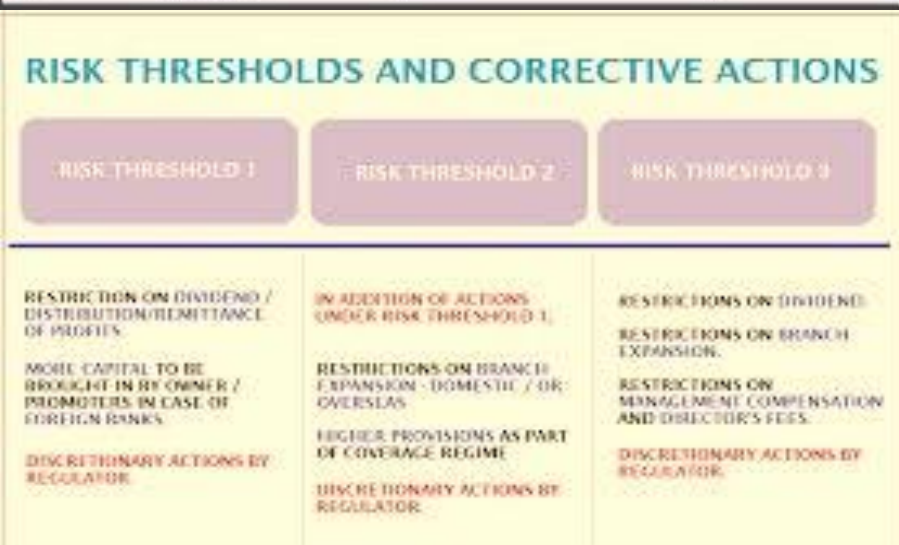 RISK THRESHOLDS AND CORRECTIVE ACTIONS
RISK THRESHOLD 1
RISK THRESHOLD 2
RISK THRESHOLD 3
RESTRICTION ON DIVIDEND /
DISTRIBUTION/REMITTANCE
OF PROFITS.
MORE CAPITAL TO BE
BROUGHT IN BY OWNER /
PROMOTERS IN CASE OF
FOREIGN BANKS.
DISCRETIONARY ACTIONS BY
REGULATOR.
IN ADDITION OF ACTIONS
UNDER RISK THRESHOLD 1.
RESTRICTIONS ON BRANCH
EXPANSION - DOMESTIC / OR
OVERSEAS
HIGHER PROVISIONS AS PART
OF COVERAGE REGIME
DISCRETIONARY ACTIONS BY
REGULATOR.
RESTRICTIONS ON DIVIDEND.
RESTRICTIONS ON BRANCH
EXPANSION.
RESTRICTIONS ON
MANAGEMENT COMPENSATION
AND DIRECTOR'S FEES.
DISCRETIONARY ACTIONS BY
REGULATOR.